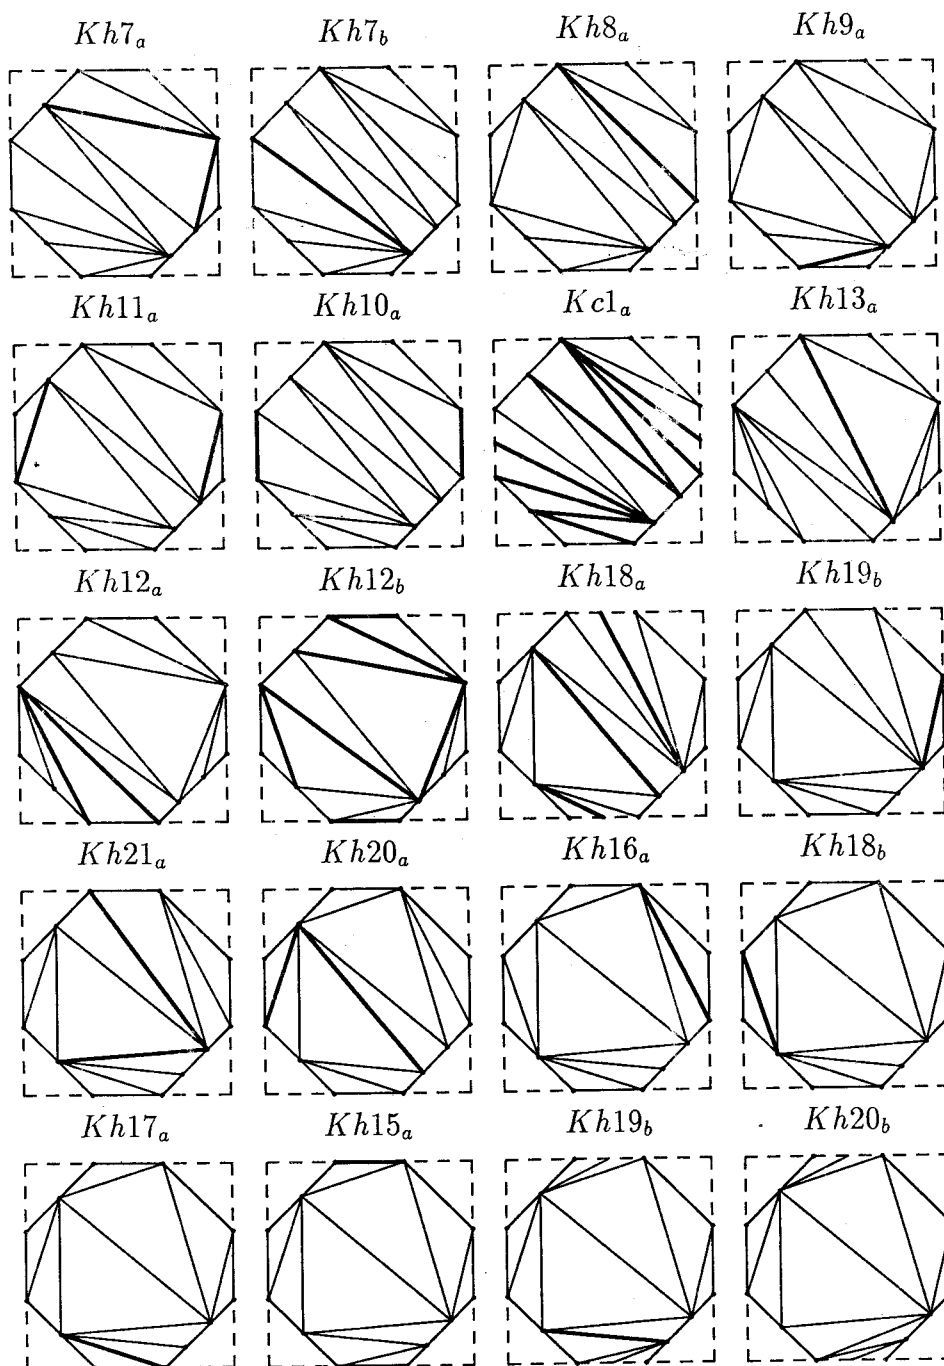 Kh7a Kh7b Kh8a Kh9a
Kh11a Kh10a Kc1a Kh13a
Kh12a Kh12b Kh18a Kh19b
Kh21a Kh20a Kh16a Kh18b
Kh17a Kh15a Kh19b Kh20b